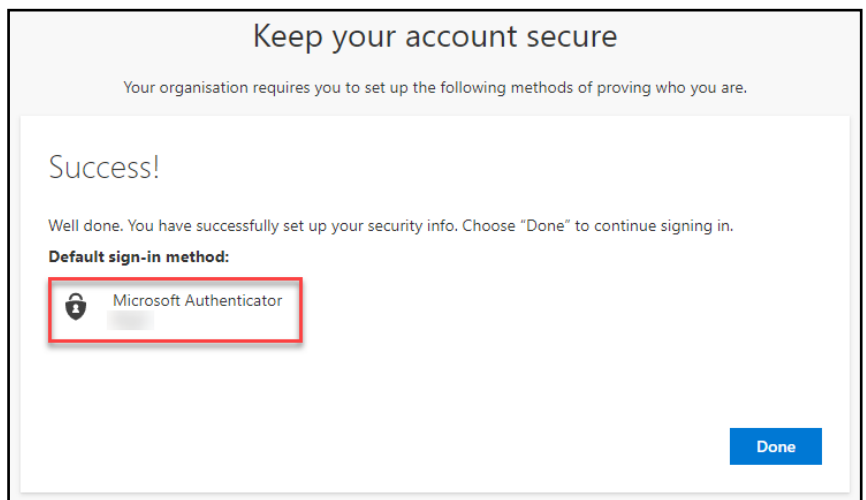 Keep your account secure
Your organisation requires you to set up the following methods of proving who you are.
Success!
Well done. You have successfully set up your security info. Choose “Done” to continue signing in.
Default sign-in method:
Microsoft Authenticator
Done